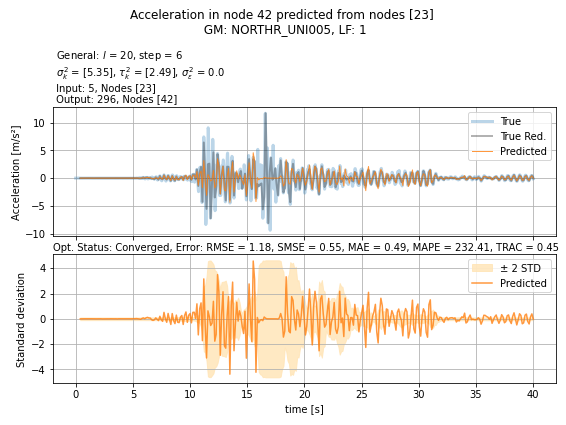 Acceleration in node 42 predicted from nodes [23]
GM: NORTHR_UNI005, LF: 1
General: l = 20, step = 6
σ²ₖ = [5.35], τ²ₖ = [2.49], σ²ₑ = 0.0
Input: 5, Nodes [23]
Output: 296, Nodes [42]
Acceleration [m/s²]
10
5
0
−5
−10
True
True Red.
Predicted
Opt. Status: Converged, Error: RMSE = 1.18, SMSE = 0.55, MAE = 0.49, MAPE = 232.41, TRAC = 0.45
Standard deviation
4
2
0
−2
−4
± 2 STD
Predicted
0 5 10 15 20 25 30 35 40
time [s]